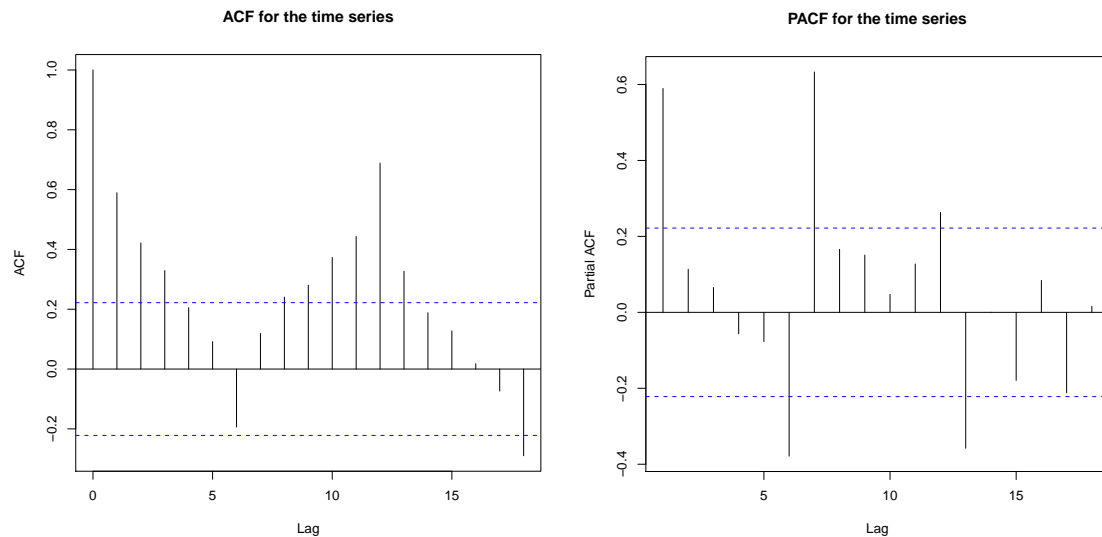 ACF for the time series
ACF
1.0
0.8
0.6
0.4
0.2
0.0
−0.2
0 5 10 15
Lag
PACF for the time series
Partial ACF
0.6
0.4
0.2
0.0
−0.2
−0.4
5 10 15
Lag